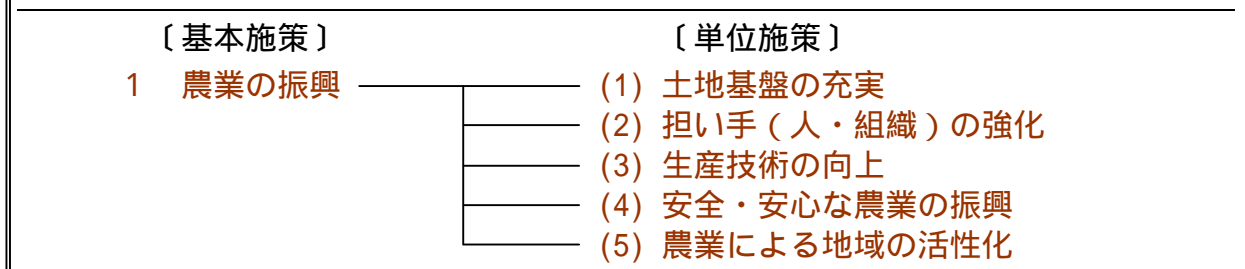 〔基本施策〕 〔単位施策〕
1 農業の振興 (1) 土地基盤の充実
(2) 担い手(人・組織)の強化
(3) 生産技術の向上
(4) 安全・安心な農業の振興
(5) 農業による地域の活性化